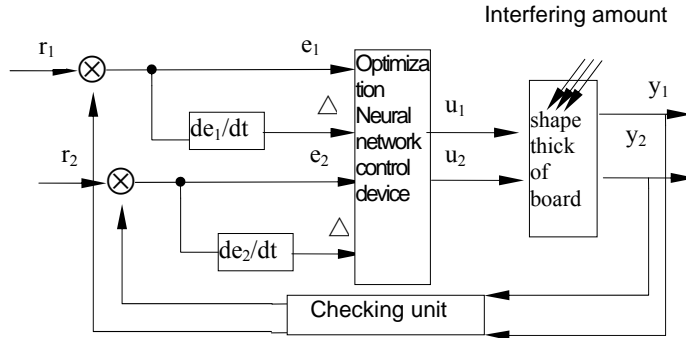 Interfering amount
r1
e1
Optimiza
tion
Neural
network
control
device
△
de1/dt
u1
shape
thick
of
board
y1
y2
r2
e2
u2
△
de2/dt
Checking unit